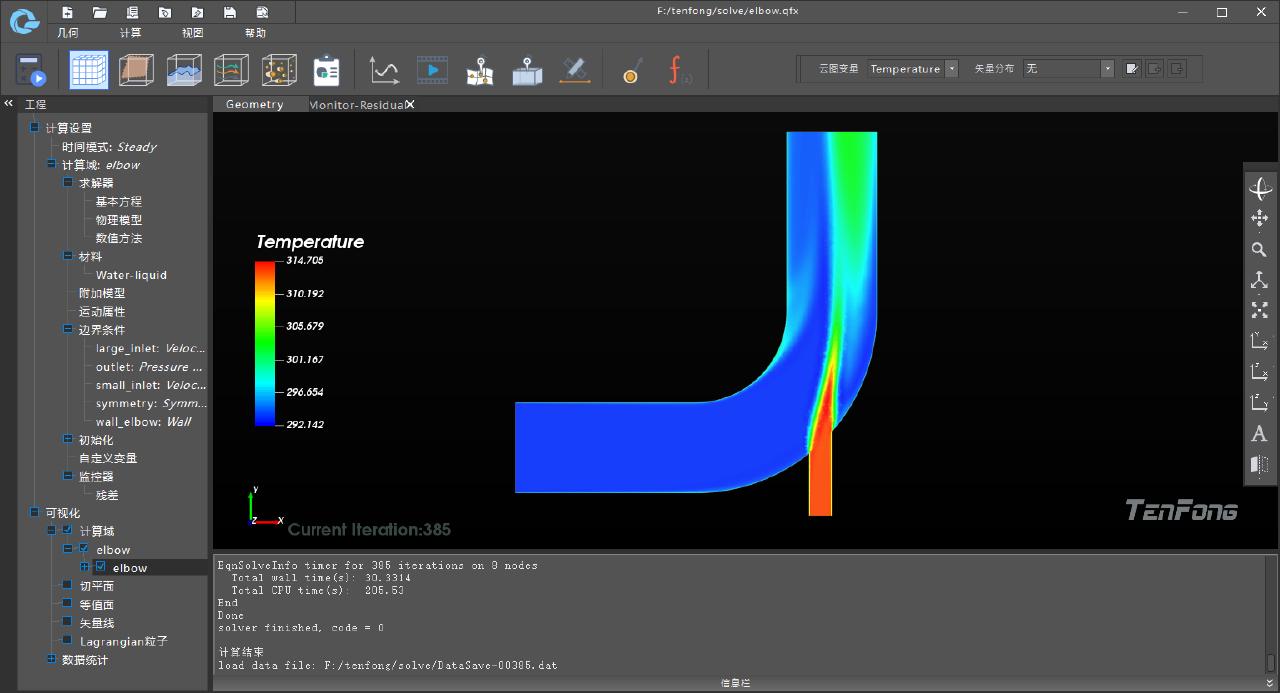 F:/tenfong/solve/elbow.qfx
几何 计算 视图 帮助
云图变量 Temperature 矢量分布 无
工程
Geometry Monitor-Residual
计算设置
时间模式: Steady
计算域: elbow
求解器
基本方程
物理模型
数值方法
材料
Water-liquid
附加模型
运动属性
边界条件
large_inlet: Veloc...
outlet: Pressure ...
small_inlet: Veloc...
symmetry: Symm...
wall_elbow: Wall
初始化
自定义变量
监控器
残差
可视化
计算域
elbow
elbow
切平面
等值面
矢量线
Lagrangian粒子
数据统计
Temperature
314.705
310.192
305.679
301.167
296.654
292.142
Y
Z X
Current Iteration:385
TENFONG
EqnSolveInfo timer for 385 iterations on 8 nodes
Total wall time(s): 30.3314
Total CPU time(s): 205.53
End
Done
solver finished, code = 0
计算结束
load data file: F:/tenfong/solve/DataSave-00385.dat
信息栏